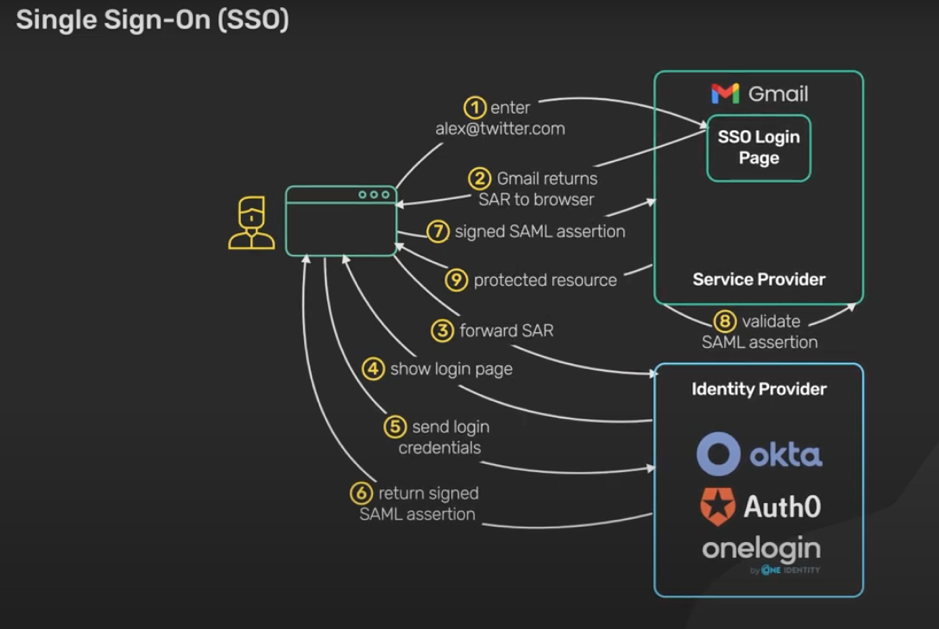 Single Sign-On (SSO)
Gmail
SSO Login
Page
1 enter
alex@twitter.com
2 Gmail returns
SAR to browser
7 signed SAML assertion
9 protected resource
Service Provider
8 validate
SAML assertion
3 forward SAR
4 show login page
5 send login
credentials
6 return signed
SAML assertion
Identity Provider
okta
Auth0
onelogin
by ONE IDENTITY